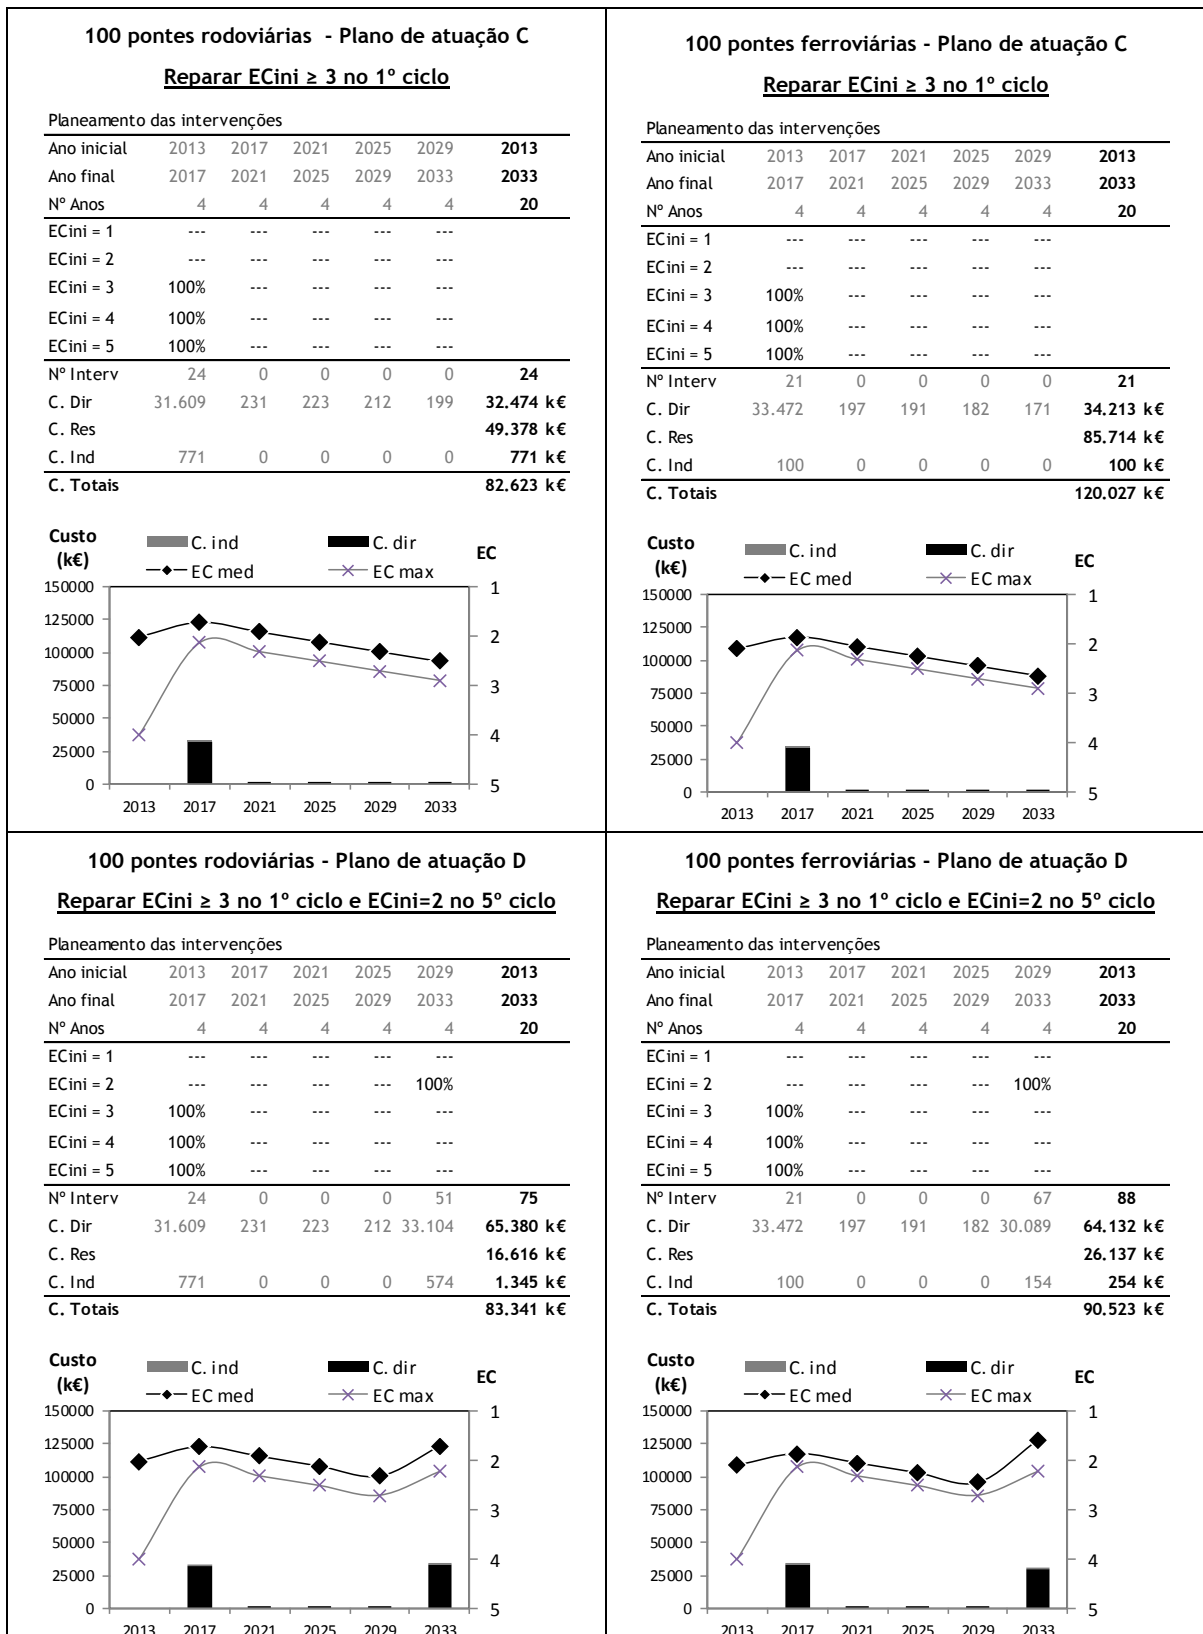 100 pontes rodoviárias - Plano de atuação C
Reparar ECini ≥ 3 no 1º ciclo
Planeamento das intervenções
Ano inicial 2013 2017 2021 2025 2029 2013
Ano final 2017 2021 2025 2029 2033 2033
Nº Anos 4 4 4 4 4 20
ECini = 1 --- --- --- --- ---
ECini = 2 --- --- --- --- ---
ECini = 3 100% --- --- --- ---
ECini = 4 100% --- --- --- ---
ECini = 5 100% --- --- --- ---
Nº Interv 24 0 0 0 0 24
C. Dir 31.609 231 223 212 199 32.474 k€
C. Res 49.378 k€
C. Ind 771 0 0 0 0 771 k€
C. Totais 82.623 k€
Custo (k€)
C. ind C. dir
EC med EC max
EC
150000 1
125000
2
100000
75000 3
50000
4
25000
0 5
2013 2017 2021 2025 2029 2033
100 pontes ferroviárias - Plano de atuação C
Reparar ECini ≥ 3 no 1º ciclo
Planeamento das intervenções
Ano inicial 2013 2017 2021 2025 2029 2013
Ano final 2017 2021 2025 2029 2033 2033
Nº Anos 4 4 4 4 4 20
ECini = 1 --- --- --- --- ---
ECini = 2 --- --- --- --- ---
ECini = 3 100% --- --- --- ---
ECini = 4 100% --- --- --- ---
ECini = 5 100% --- --- --- ---
Nº Interv 21 0 0 0 0 21
C. Dir 33.472 197 191 182 171 34.213 k€
C. Res 85.714 k€
C. Ind 100 0 0 0 0 100 k€
C. Totais 120.027 k€
Custo (k€)
C. ind C. dir
EC med EC max
EC
150000 1
125000
2
100000
75000 3
50000
4
25000
0 5
2013 2017 2021 2025 2029 2033
100 pontes rodoviárias - Plano de atuação D
Reparar ECini ≥ 3 no 1º ciclo e ECini=2 no 5º ciclo
Planeamento das intervenções
Ano inicial 2013 2017 2021 2025 2029 2013
Ano final 2017 2021 2025 2029 2033 2033
Nº Anos 4 4 4 4 4 20
ECini = 1 --- --- --- --- ---
ECini = 2 --- --- --- --- 100%
ECini = 3 100% --- --- --- ---
ECini = 4 100% --- --- --- ---
ECini = 5 100% --- --- --- ---
Nº Interv 24 0 0 0 51 75
C. Dir 31.609 231 223 212 33.104 65.380 k€
C. Res 16.616 k€
C. Ind 771 0 0 0 574 1.345 k€
C. Totais 83.341 k€
Custo (k€)
C. ind C. dir
EC med EC max
EC
150000 1
125000
2
100000
75000 3
50000
4
25000
0 5
2013 2017 2021 2025 2029 2033
100 pontes ferroviárias - Plano de atuação D
Reparar ECini ≥ 3 no 1º ciclo e ECini=2 no 5º ciclo
Planeamento das intervenções
Ano inicial 2013 2017 2021 2025 2029 2013
Ano final 2017 2021 2025 2029 2033 2033
Nº Anos 4 4 4 4 4 20
ECini = 1 --- --- --- --- ---
ECini = 2 --- --- --- --- 100%
ECini = 3 100% --- --- --- ---
ECini = 4 100% --- --- --- ---
ECini = 5 100% --- --- --- ---
Nº Interv 21 0 0 0 67 88
C. Dir 33.472 197 191 182 30.089 64.132 k€
C. Res 26.137 k€
C. Ind 100 0 0 0 154 254 k€
C. Totais 90.523 k€
Custo (k€)
C. ind C. dir
EC med EC max
EC
150000 1
125000
2
100000
75000 3
50000
4
25000
0 5
2013 2017 2021 2025 2029 2033